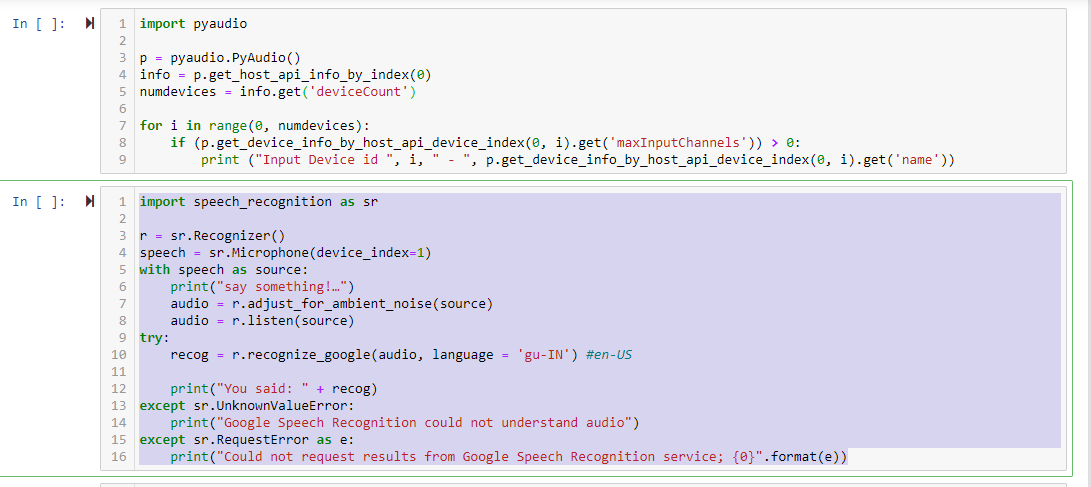 In [ ]:
1 import pyaudio
2
3 p = pyaudio.PyAudio()
4 info = p.get_host_api_info_by_index(0)
5 numdevices = info.get('deviceCount')
6
7 for i in range(0, numdevices):
8     if (p.get_device_info_by_host_api_device_index(0, i).get('maxInputChannels')) > 0:
9         print ("Input Device id ", i, " - ", p.get_device_info_by_host_api_device_index(0, i).get('name'))
In [ ]:
1 import speech_recognition as sr
2
3 r = sr.Recognizer()
4 speech = sr.Microphone(device_index=1)
5 with speech as source:
6     print("say something!…")
7     audio = r.adjust_for_ambient_noise(source)
8     audio = r.listen(source)
9 try:
10     recog = r.recognize_google(audio, language = 'gu-IN') #en-US
11
12     print("You said: " + recog)
13 except sr.UnknownValueError:
14     print("Google Speech Recognition could not understand audio")
15 except sr.RequestError as e:
16     print("Could not request results from Google Speech Recognition service; {0}".format(e))